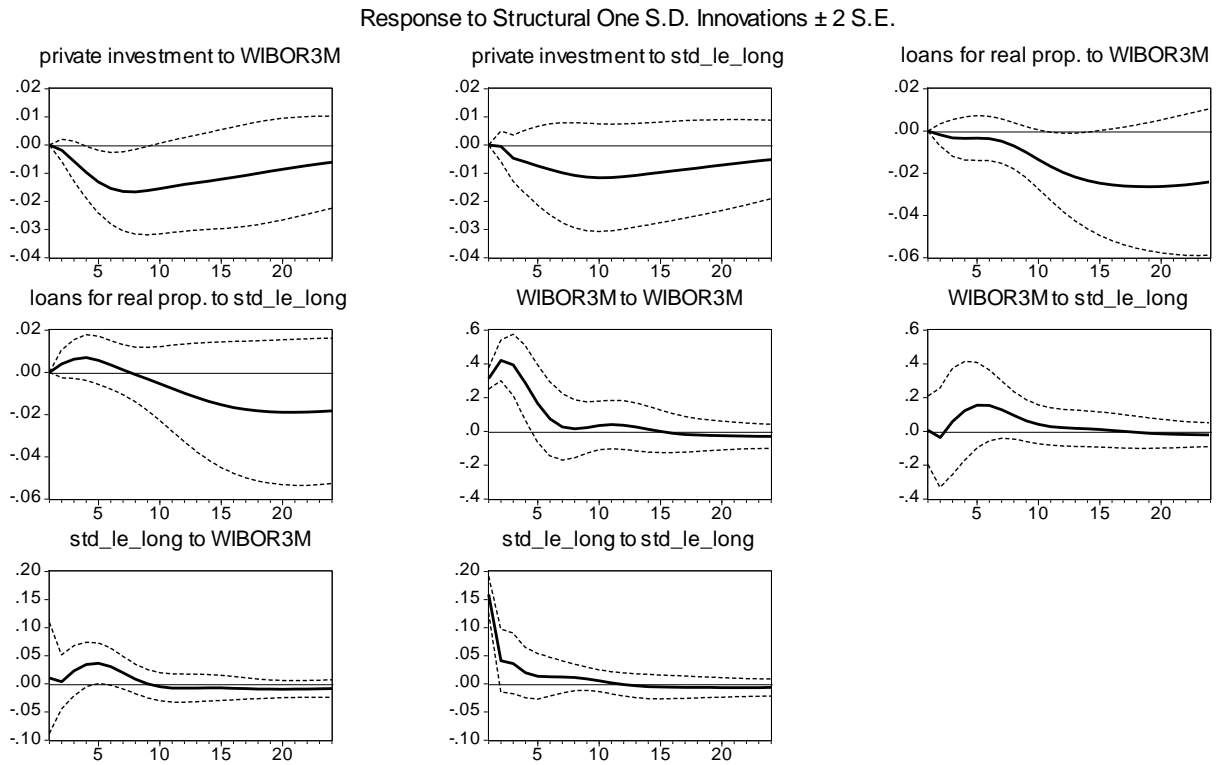 Response to Structural One S.D. Innovations ± 2 S.E.
private investment to WIBOR3M
.02
.01
.00
-.01
-.02
-.03
-.04
5 10 15 20
private investment to std_le_long
.02
.01
.00
-.01
-.02
-.03
-.04
5 10 15 20
loans for real prop. to WIBOR3M
.02
.00
-.02
-.04
-.06
5 10 15 20
loans for real prop. to std_le_long
.02
.00
-.02
-.04
-.06
5 10 15 20
WIBOR3M to WIBOR3M
.6
.4
.2
.0
-.2
-.4
5 10 15 20
WIBOR3M to std_le_long
.6
.4
.2
.0
-.2
-.4
5 10 15 20
std_le_long to WIBOR3M
.20
.15
.10
.05
.00
-.05
-.10
5 10 15 20
std_le_long to std_le_long
.20
.15
.10
.05
.00
-.05
-.10
5 10 15 20